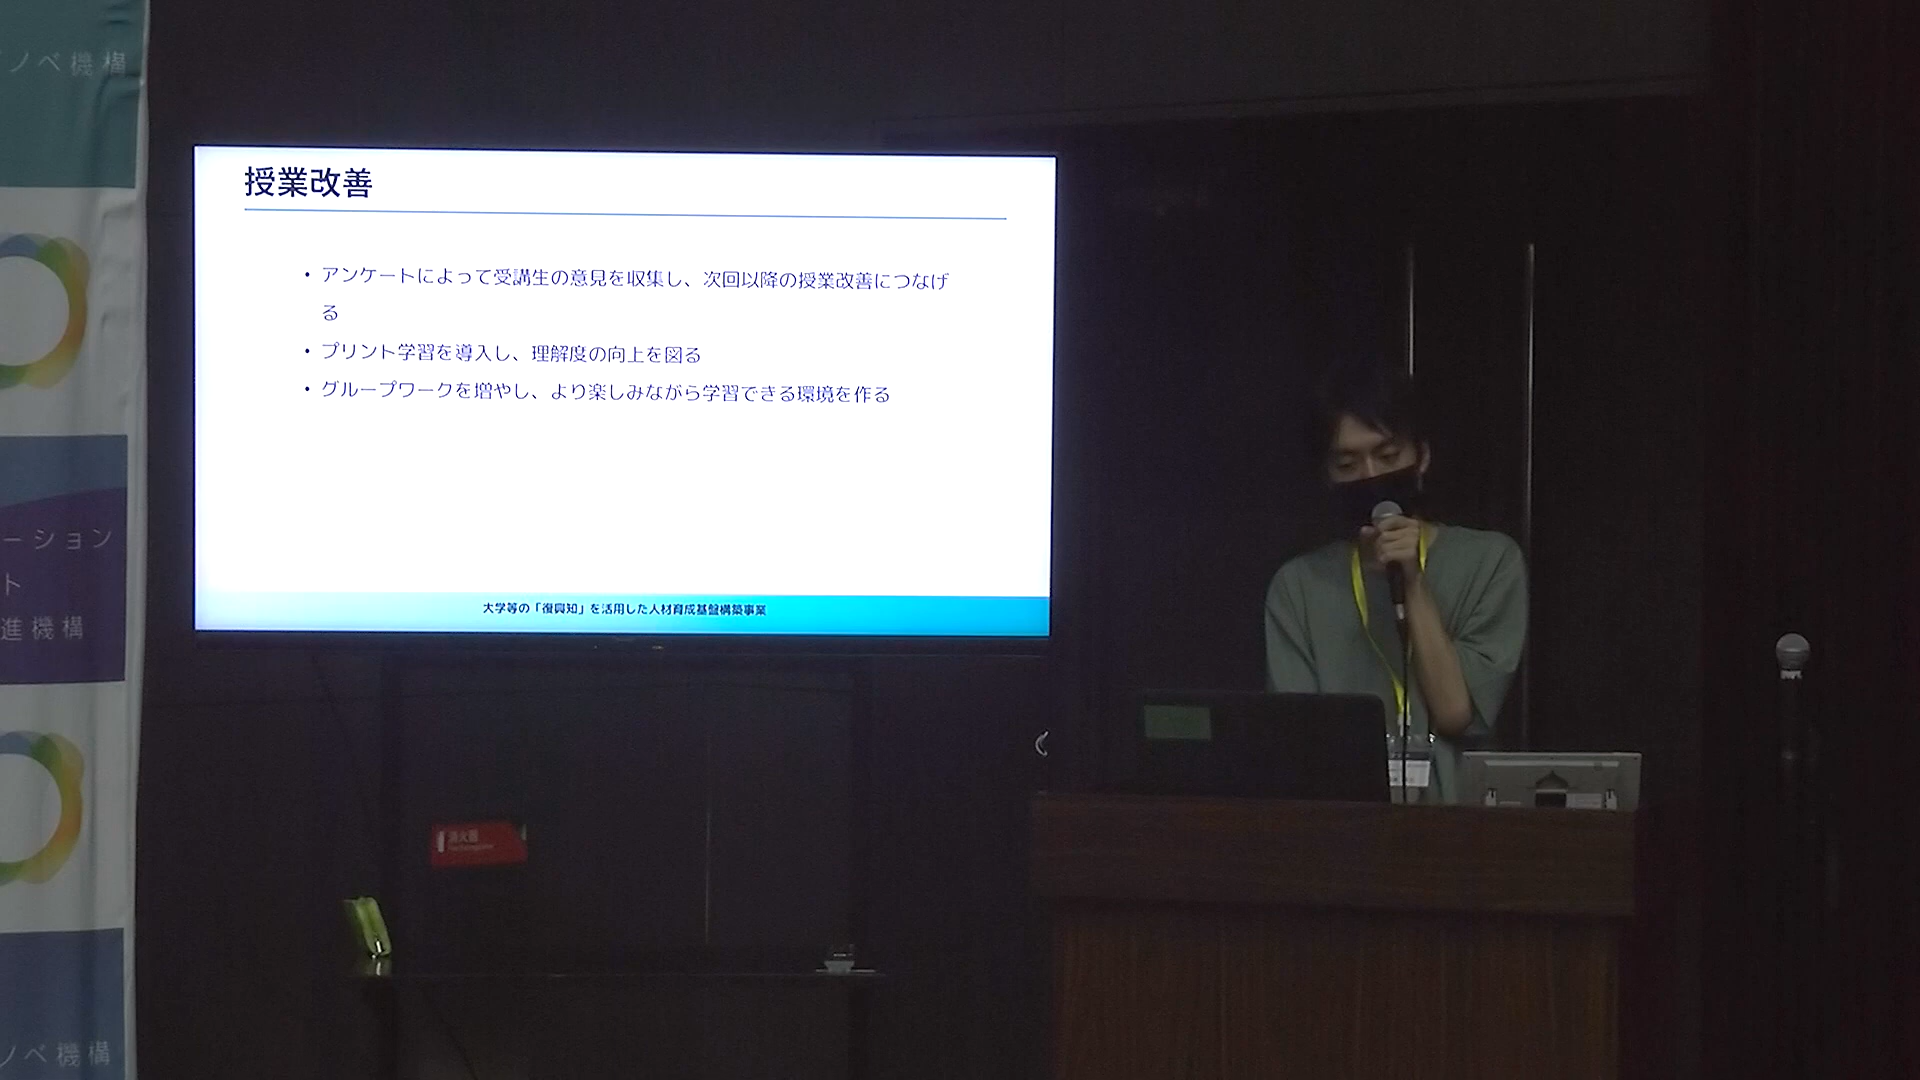 ノベ機構
ーション
ト
進機構
ノベ機構
授業改善
• アンケートによって受講生の意見を収集し、次回以降の授業改善につなげ
る
• プリント学習を導入し、理解度の向上を図る
• グループワークを増やし、より楽しみながら学習できる環境を作る
大学等の「復興知」を活用した人材育成基盤構築事業
消火器